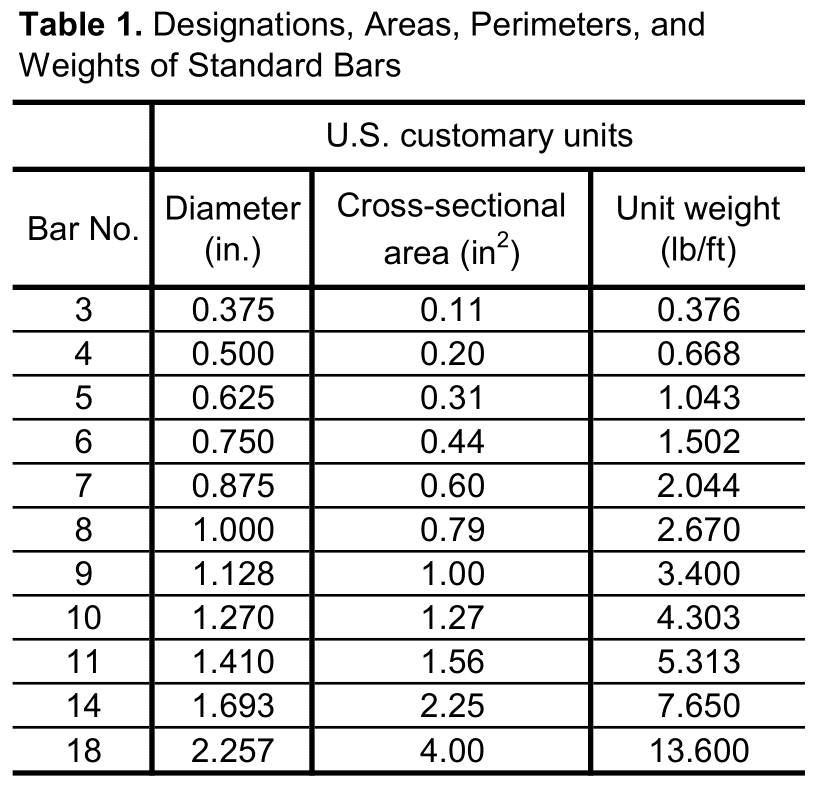 Table 1. Designations, Areas, Perimeters, and
Weights of Standard Bars
U.S. customary units
Bar No. Diameter (in.) Cross-sectional area (in²) Unit weight (lb/ft)
3 0.375 0.11 0.376
4 0.500 0.20 0.668
5 0.625 0.31 1.043
6 0.750 0.44 1.502
7 0.875 0.60 2.044
8 1.000 0.79 2.670
9 1.128 1.00 3.400
10 1.270 1.27 4.303
11 1.410 1.56 5.313
14 1.693 2.25 7.650
18 2.257 4.00 13.600